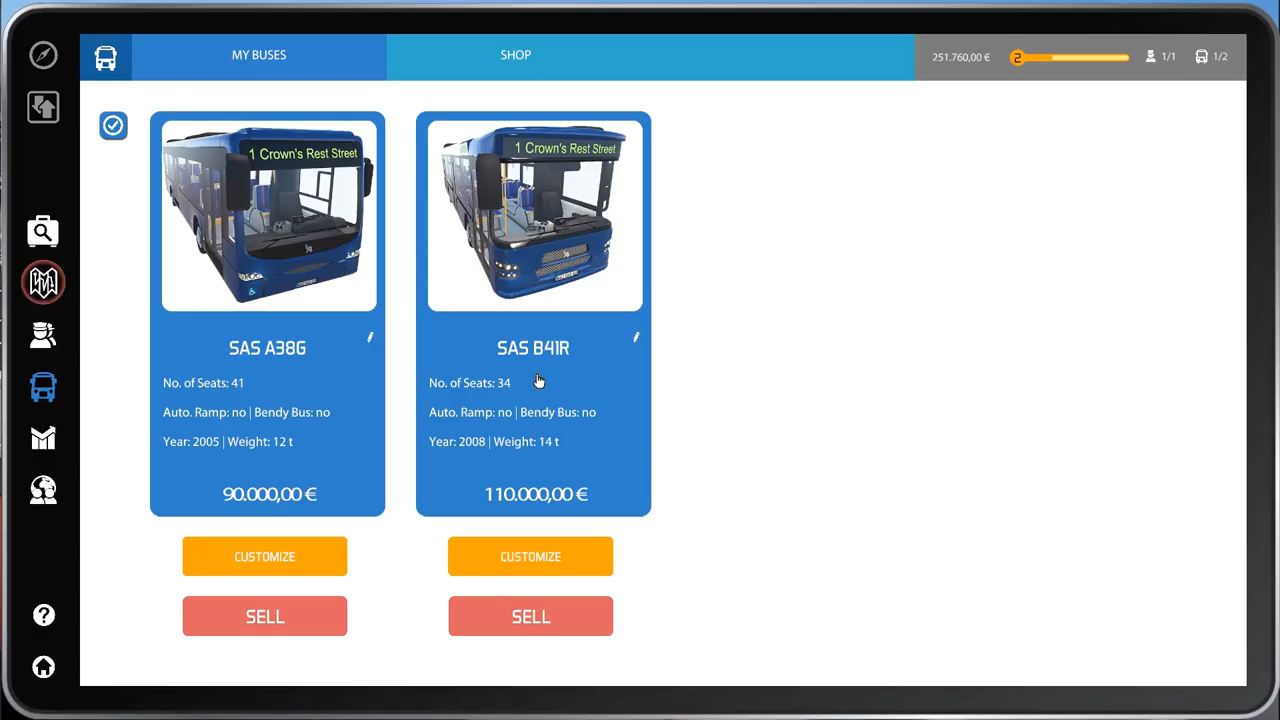 MY BUSES
SHOP
251.760,00 €
2
1/1
1/2
1 Crown's Rest Street
1 Crown's Rest Street
SAS A38G
No. of Seats: 41
Auto. Ramp: no | Bendy Bus: no
Year: 2005 | Weight: 12 t
90.000,00 €
CUSTOMIZE
SELL
SAS B41R
No. of Seats: 34
Auto. Ramp: no | Bendy Bus: no
Year: 2008 | Weight: 14 t
110.000,00 €
CUSTOMIZE
SELL